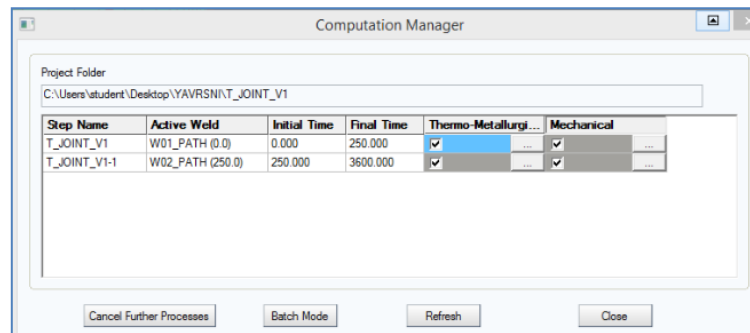 Computation Manager
Project Folder
C:\Users\student\Desktop\YAVRSNI\T_JOINT_V1
Step Name Active Weld Initial Time Final Time Thermo-Metallurgi... Mechanical
T_JOINT_V1 W01_PATH (0.0) 0.000 250.000 ... ...
T_JOINT_V1-1 W02_PATH (250.0) 250.000 3600.000 ... ...
Cancel Further Processes Batch Mode Refresh Close